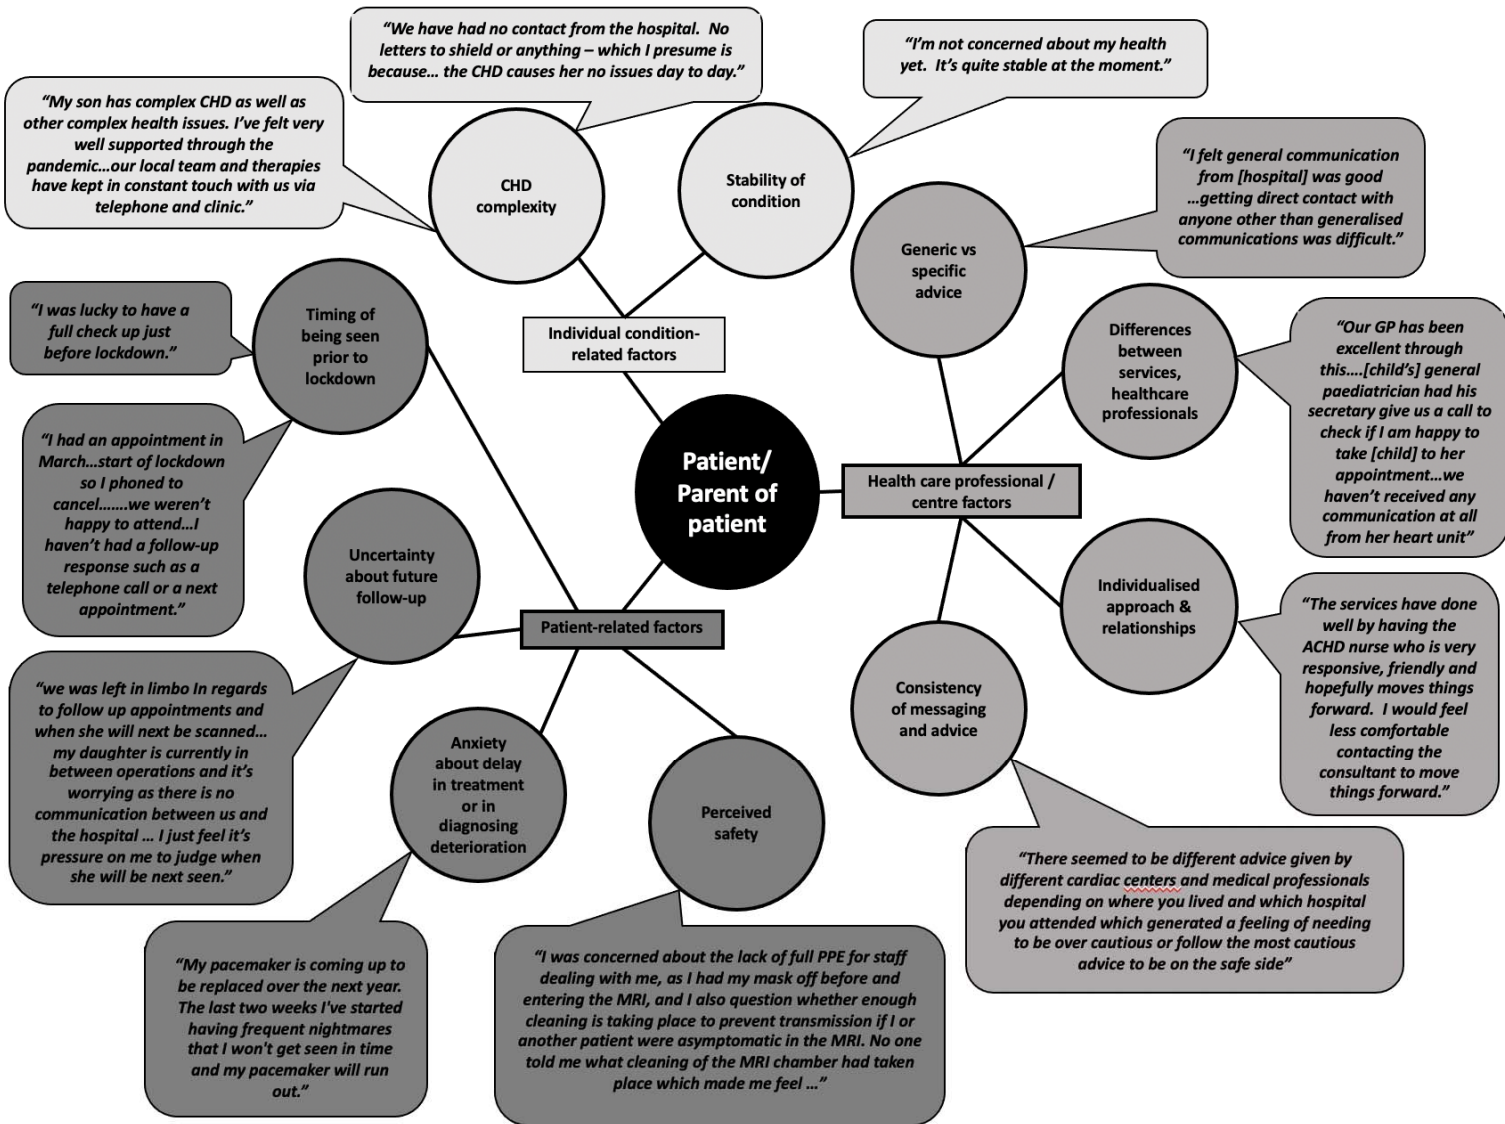 “We have had no contact from the hospital.  No
letters to shield or anything – which I presume is
because… the CHD causes her no issues day to day.”
“I’m not concerned about my health
yet.  It’s quite stable at the moment.”
“My son has complex CHD as well as
other complex health issues. I’ve felt very
well supported through the
pandemic…our local team and therapies
have kept in constant touch with us via
telephone and clinic.”
CHD
complexity
Stability of
condition
“I felt general communication
from [hospital] was good
…getting direct contact with
anyone other than generalised
communications was difficult.”
Generic vs
specific
advice
“I was lucky to have a
full check up just
before lockdown.”
Timing of
being seen
prior to
lockdown
Individual condition-
related factors
Differences
between
services,
healthcare
professionals
“Our GP has been
excellent through
this….[child’s] general
paediatrician had his
secretary give us a call to
check if I am happy to
take [child] to her
appointment…we
haven’t received any
communication at all
from her heart unit”
“I had an appointment in
March…start of lockdown
so I phoned to
cancel…….we weren’t
happy to attend…I
haven’t had a follow-up
response such as a
telephone call or a next
appointment.”
Patient/
Parent of
patient
Health care professional /
centre factors
Uncertainty
about future
follow-up
Patient-related factors
Individualised
approach &
relationships
“The services have done
well by having the
ACHD nurse who is very
responsive, friendly and
hopefully moves things
forward.  I would feel
less comfortable
contacting the
consultant to move
things forward.”
“we was left in limbo In regards
to follow up appointments and
when she will next be scanned…
my daughter is currently in
between operations and it’s
worrying as there is no
communication between us and
the hospital … I just feel it’s
pressure on me to judge when
she will be next seen.”
Consistency
of messaging
and advice
Anxiety
about delay
in treatment
or in
diagnosing
deterioration
Perceived
safety
“There seemed to be different advice given by
different cardiac centers and medical professionals
depending on where you lived and which hospital
you attended which generated a feeling of needing
to be over cautious or follow the most cautious
advice to be on the safe side”
“My pacemaker is coming up to
be replaced over the next year.
The last two weeks I've started
having frequent nightmares
that I won't get seen in time
and my pacemaker will run
out.”
“I was concerned about the lack of full PPE for staff
dealing with me, as I had my mask off before and
entering the MRI, and I also question whether enough
cleaning is taking place to prevent transmission if I or
another patient were asymptomatic in the MRI. No one
told me what cleaning of the MRI chamber had taken
place which made me feel …”